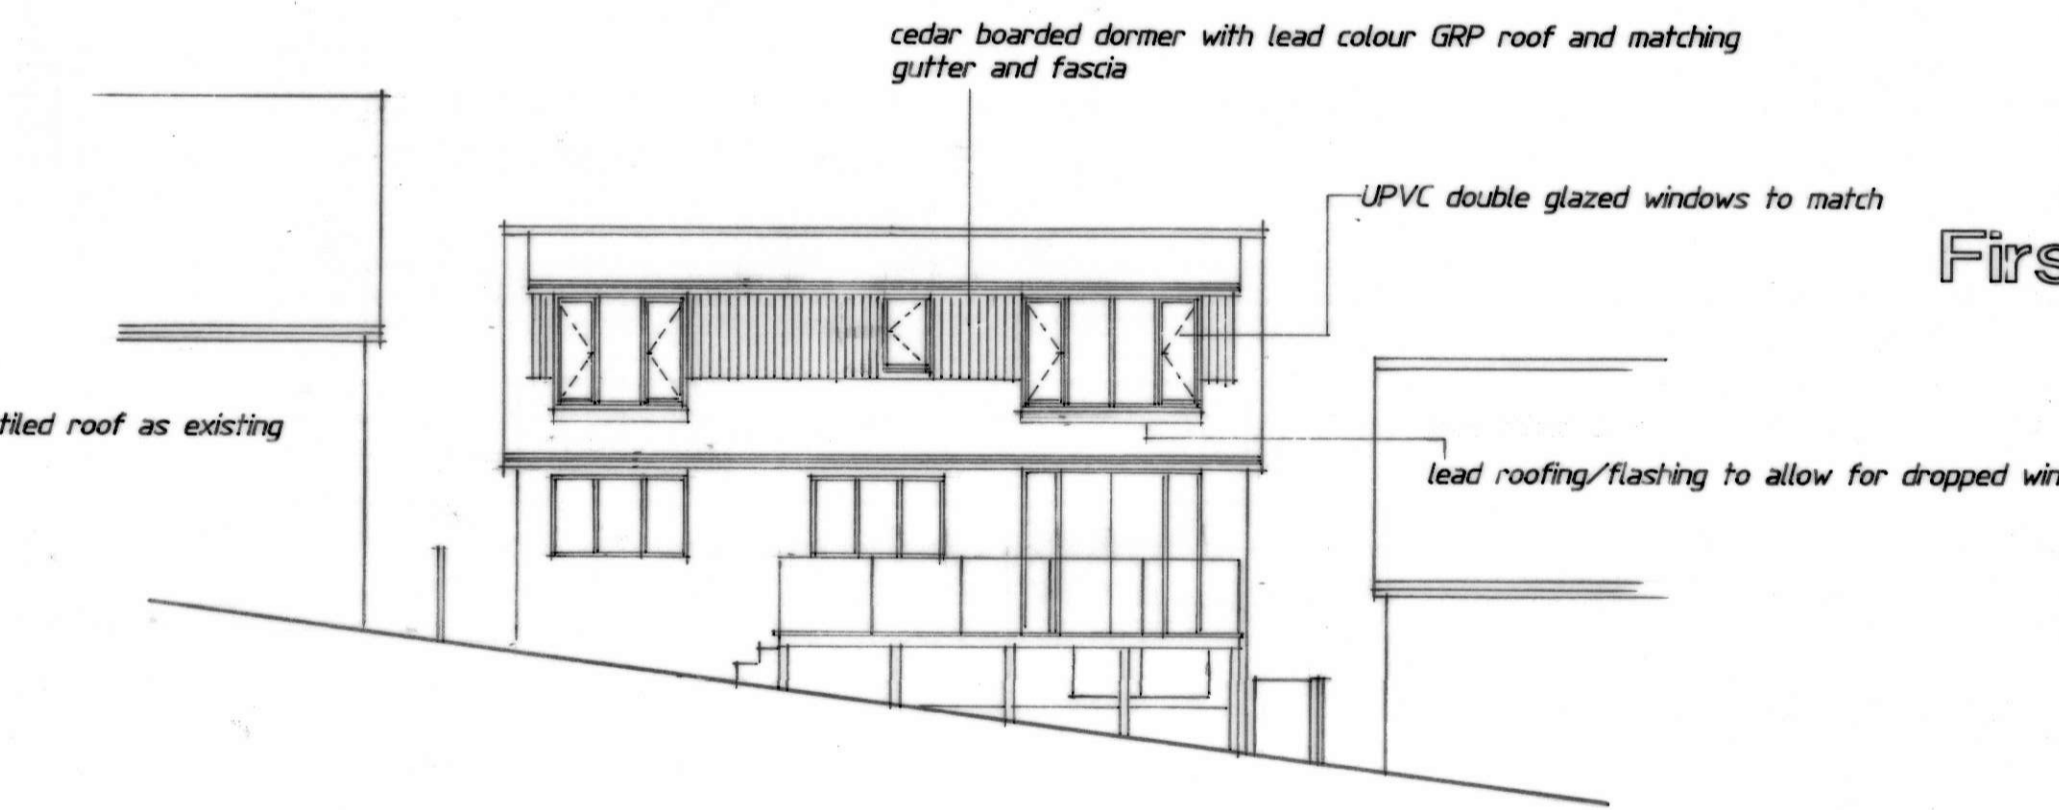 cedar boarded dormer with lead colour GRP roof and matching
gutter and fascia
UPVC double glazed windows to match
Firs
tiled roof as existing
lead roofing/flashing to allow for dropped win